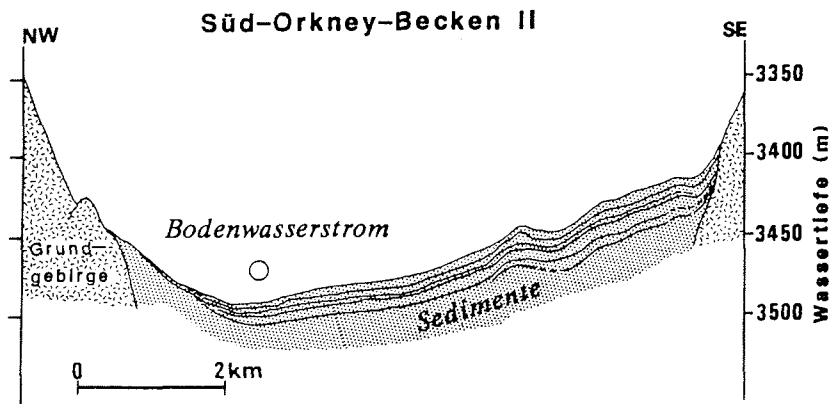 Süd-Orkney-Becken II
NW
SE
-3350
-3400
-3450
-3500
Wassertiefe (m)
Bodenwasserstrom
Grund-
gebirge
Sedimente
0 2km